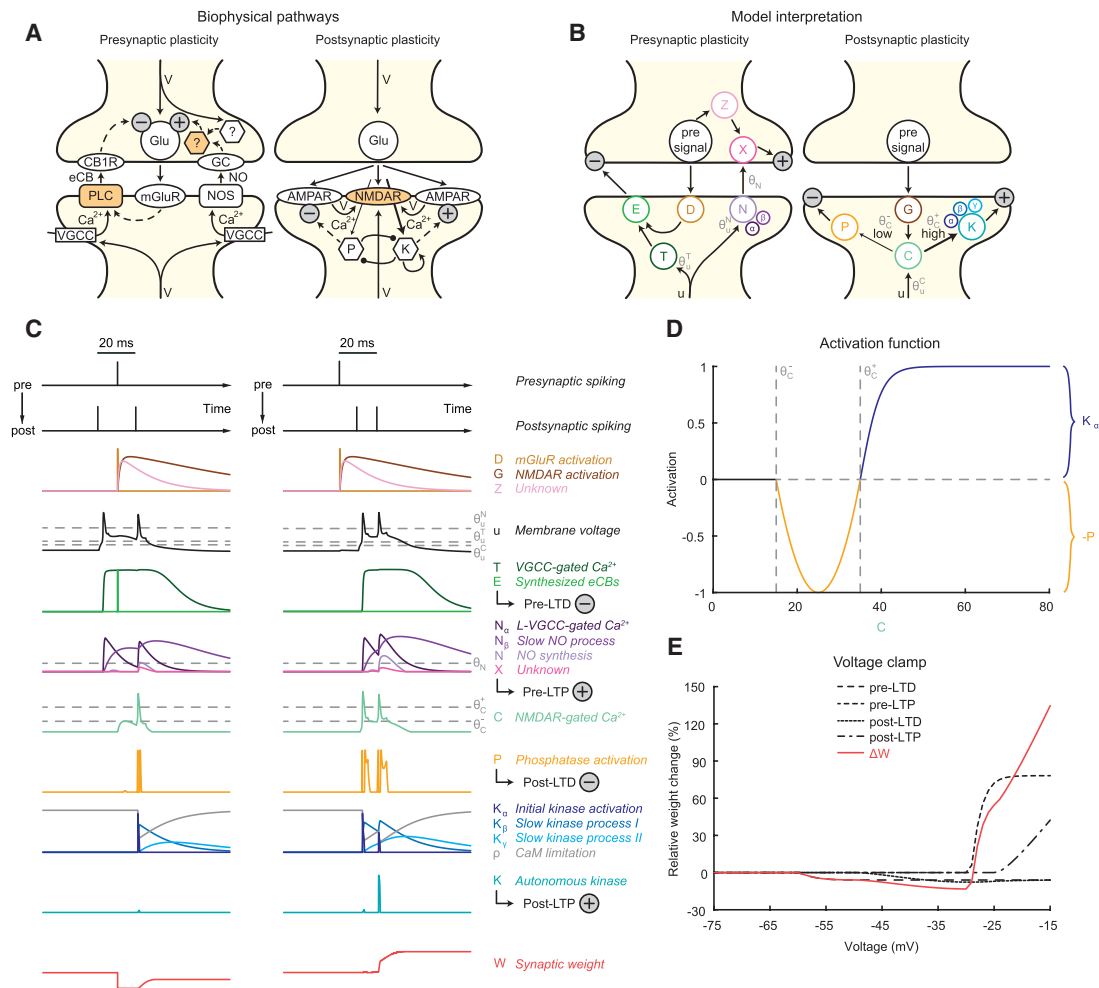 Biophysical pathways
A
Presynaptic plasticity
Postsynaptic plasticity
V
V
−
+
?
?
Glu
Glu
CB1R
GC
eCB
NO
PLC
mGluR
NOS
AMPAR
NMDAR
AMPAR
−
V
V
+
Ca2+
Ca2+
Ca2+
Ca2+
VGCC
VGCC
P
K
V
V
Model interpretation
B
Presynaptic plasticity
Postsynaptic plasticity
Z
pre
signal
X
−
+
θN
E
D
N
β
α
θuN
T
θuT
u
pre
signal
−
+
G
P
θC−
low
θC+
high
β
γ
α
K
C
θuC
u
C
20 ms
20 ms
pre
Presynaptic spiking
Time
Time
post
post
Postsynaptic spiking
D mGluR activation
G NMDAR activation
Z Unknown
θuN
u Membrane voltage
θuT
θuC
T VGCC-gated Ca2+
E Synthesized eCBs
Pre-LTD −
Nα L-VGCC-gated Ca2+
Nβ Slow NO process
N NO synthesis
θN
X Unknown
Pre-LTP +
θC+
C NMDAR-gated Ca2+
θC−
P Phosphatase activation
Post-LTD −
Kα Initial kinase activation
Kβ Slow kinase process I
Kγ Slow kinase process II
ρ CaM limitation
K Autonomous kinase
Post-LTP +
W Synaptic weight
D
Activation function
θC−
θC+
1
0.5
0
-0.5
-1
Activation
Kα
-P
0
20
40
60
80
C
E
Voltage clamp
pre-LTD
pre-LTP
post-LTD
post-LTP
ΔW
150
120
90
60
30
0
-30
Relative weight change (%)
-75
-65
-55
-45
-35
-25
-15
Voltage (mV)